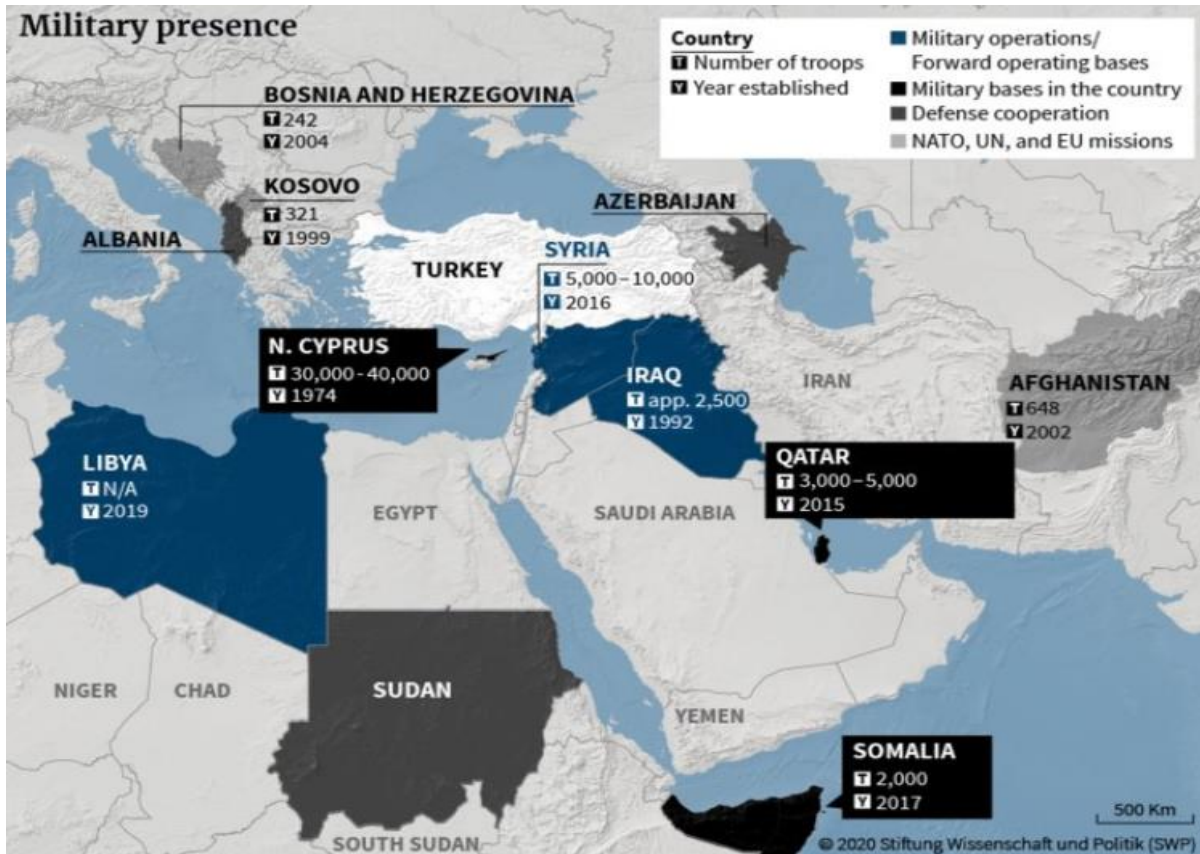 Military presence
Country
T Number of troops
Y Year established
Military operations/
Forward operating bases
Military bases in the country
Defense cooperation
NATO, UN, and EU missions
BOSNIA AND HERZEGOVINA
T 242
Y 2004
KOSOVO
T 321
Y 1999
ALBANIA
AZERBAIJAN
TURKEY
SYRIA
T 5,000–10,000
Y 2016
N. CYPRUS
T 30,000–40,000
Y 1974
IRAQ
T app. 2,500
Y 1992
IRAN
AFGHANISTAN
T 648
Y 2002
LIBYA
T N/A
Y 2019
EGYPT
SAUDI ARABIA
QATAR
T 3,000–5,000
Y 2015
NIGER
CHAD
SUDAN
YEMEN
SOMALIA
T 2,000
Y 2017
SOUTH SUDAN
500 Km
© 2020 Stiftung Wissenschaft und Politik (SWP)